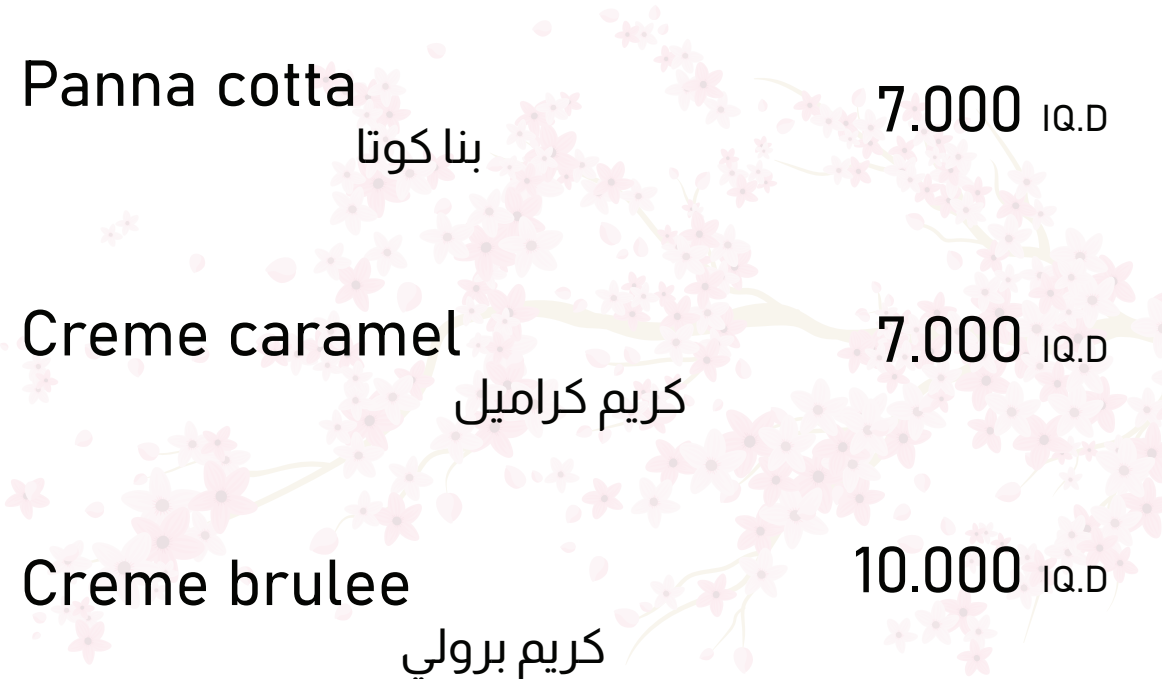 Panna cotta
7.000 IQ.D
بنا كوتا
Creme caramel
7.000 IQ.D
كريم كراميل
Creme brulee
10.000 IQ.D
كريم برولي